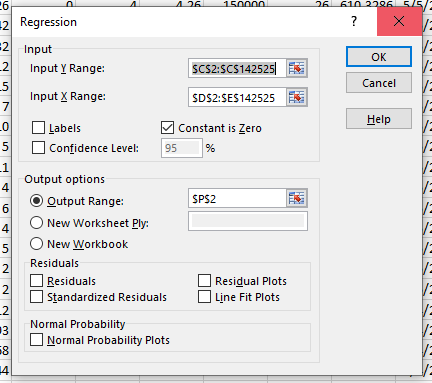 26 0 4 4 150000 26 610.3286 5/5/2
Regression
?
Input
Input Y Range: $C$2:$C$142525
OK
Input X Range: $D$2:$E$142525
Cancel
Labels
Constant is Zero
Help
Confidence Level: 95 %
Output options
Output Range: $P$2
New Worksheet Ply:
New Workbook
Residuals
Residuals
Residual Plots
Standardized Residuals
Line Fit Plots
Normal Probability
Normal Probability Plots